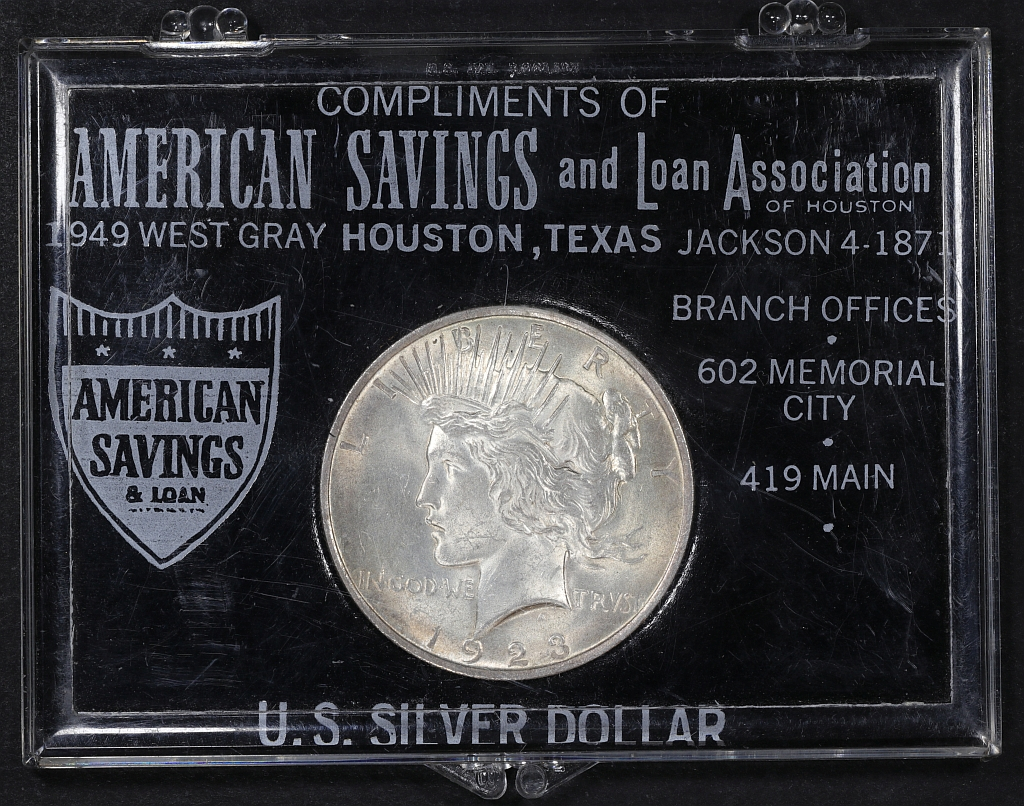 COMPLIMENTS OF
AMERICAN SAVINGS and Loan Association
OF HOUSTON
1949 WEST GRAY HOUSTON, TEXAS JACKSON 4-1871
AMERICAN
SAVINGS
& LOAN
BRANCH OFFICES
602 MEMORIAL
CITY
419 MAIN
LIBERTY
IN GOD WE TRVST
1923
U.S. SILVER DOLLAR